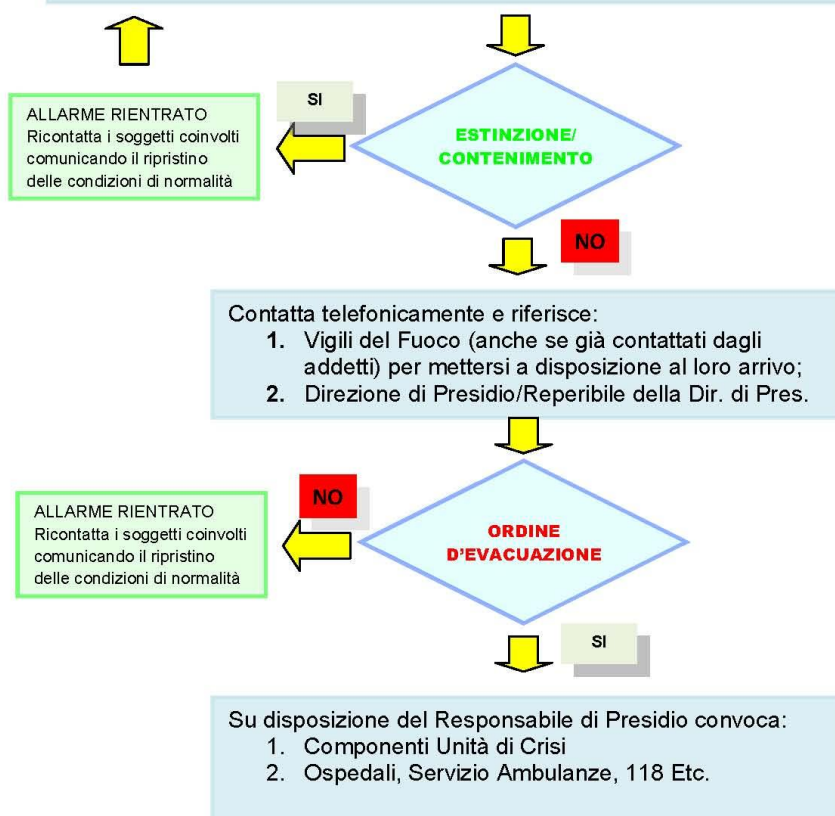 SI
ALLARME RIENTRATO
Ricontatta i soggetti coinvolti
comunicando il ripristino
delle condizioni di normalità
ESTINZIONE/
CONTENIMENTO
NO
Contatta telefonicamente e riferisce:
1. Vigili del Fuoco (anche se già contattati dagli
addetti) per mettersi a disposizione al loro arrivo;
2. Direzione di Presidio/Reperibile della Dir. di Pres.
NO
ALLARME RIENTRATO
Ricontatta i soggetti coinvolti
comunicando il ripristino
delle condizioni di normalità
ORDINE
D'EVACUAZIONE
SI
Su disposizione del Responsabile di Presidio convoca:
1. Componenti Unità di Crisi
2. Ospedali, Servizio Ambulanze, 118 Etc.